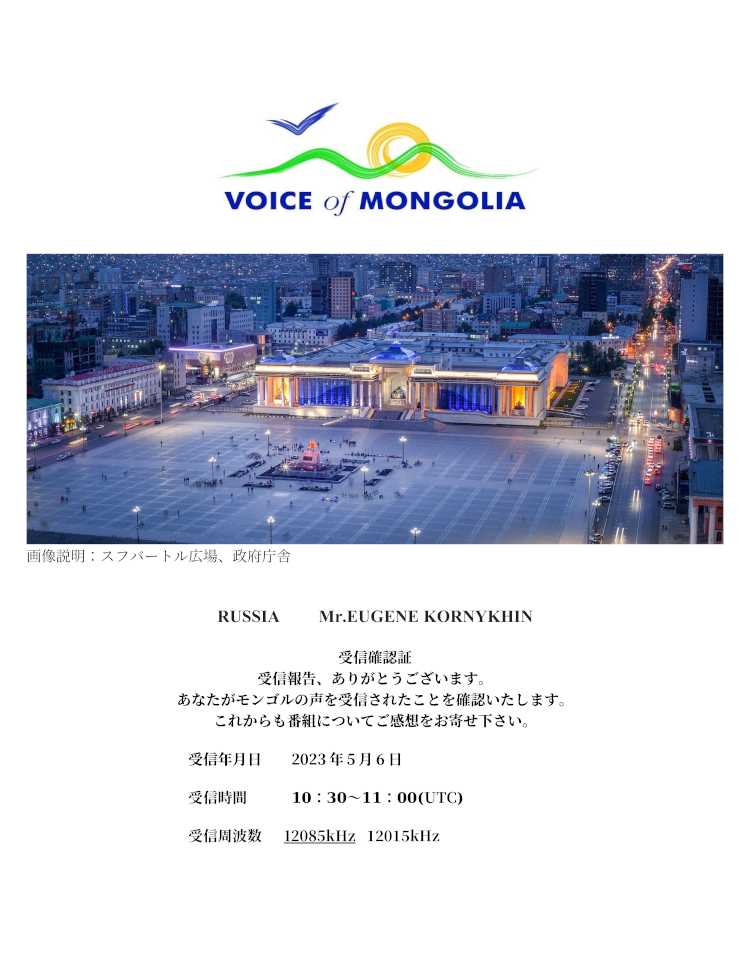 VOICE of MONGOLIA
画像説明：スフバートル広場、政府庁舎
RUSSIA Mr.EUGENE KORNYKHIN
受信確認証
受信報告、ありがとうございます。
あなたがモンゴルの声を受信されたことを確認いたします。
これからも番組についてご感想をお寄せ下さい。
受信年月日 2023年5月6日
受信時間 10：30～11：00(UTC)
受信周波数 12085kHz 12015kHz